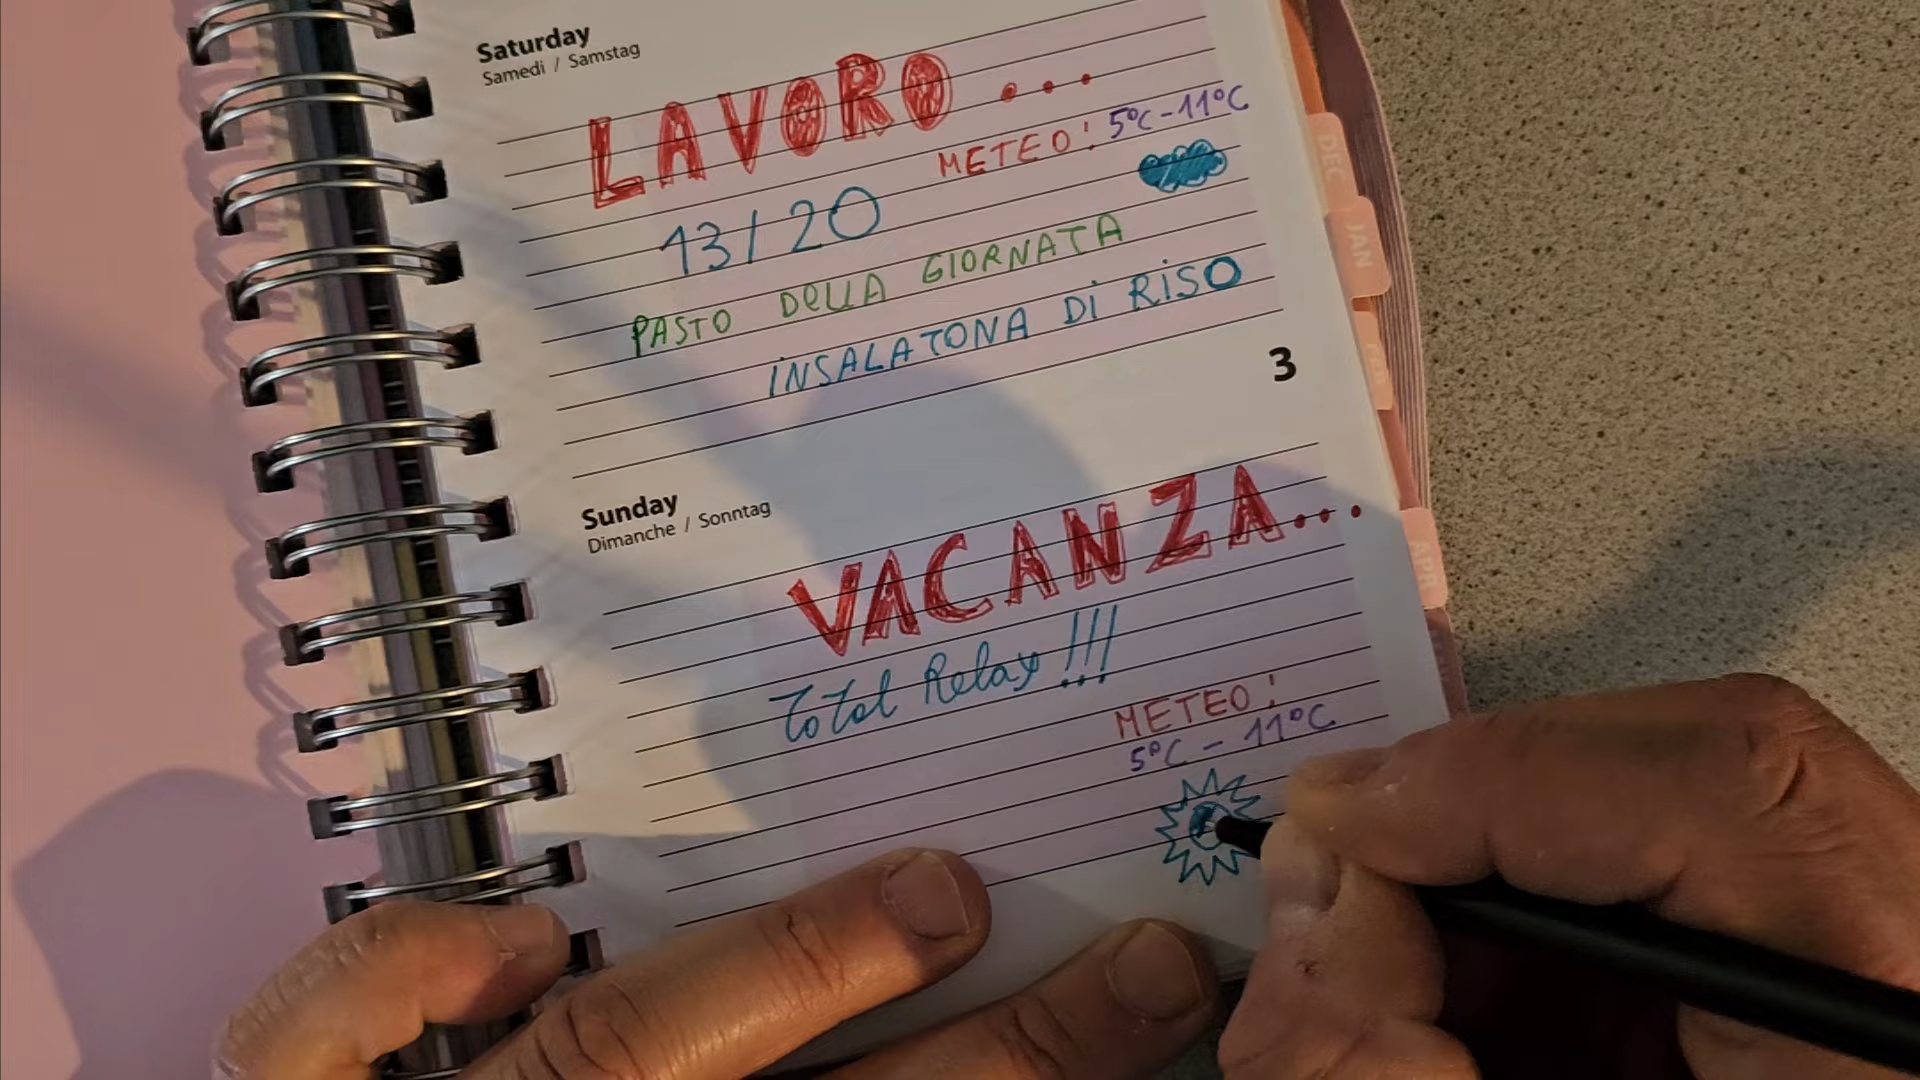 Saturday
Samedi / Samstag
LAVORO ...
METEO: 5°C-11°C
13/20
PASTO DELLA GIORNATA
INSALATONA DI RISO
3
Sunday
Dimanche / Sonntag
VACANZA...
Total Relax !!!
METEO:
5°C - 11°C
DEC
JAN
FEB
APR